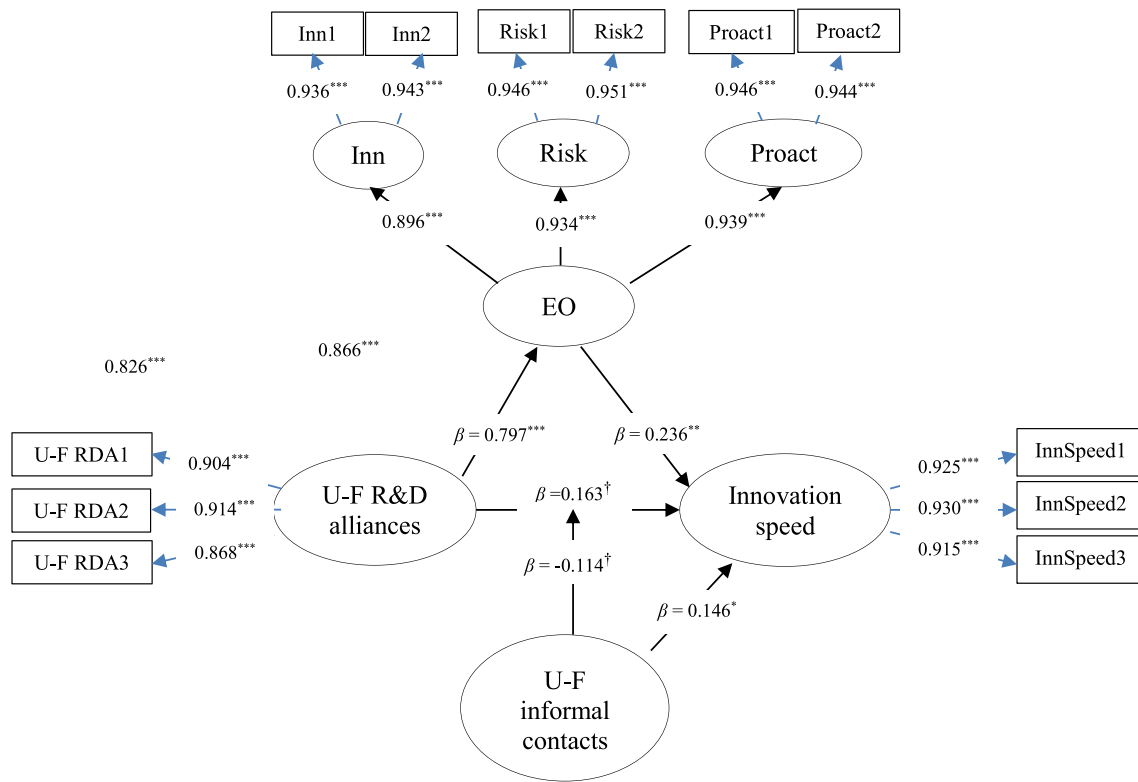 Inn1
Inn2
Risk1
Risk2
Proact1
Proact2
0.936***
0.943***
0.946***
0.951***
0.946***
0.944***
Inn
Risk
Proact
0.896***
0.934***
0.939***
EO
0.826***
0.866***
β = 0.797***
β = 0.236**
U-F RDA1
U-F RDA2
U-F RDA3
0.904***
0.914***
0.868***
U-F R&D
alliances
β =0.163†
β = -0.114†
Innovation
speed
0.925***
0.930***
0.915***
InnSpeed1
InnSpeed2
InnSpeed3
β = 0.146*
U-F
informal
contacts